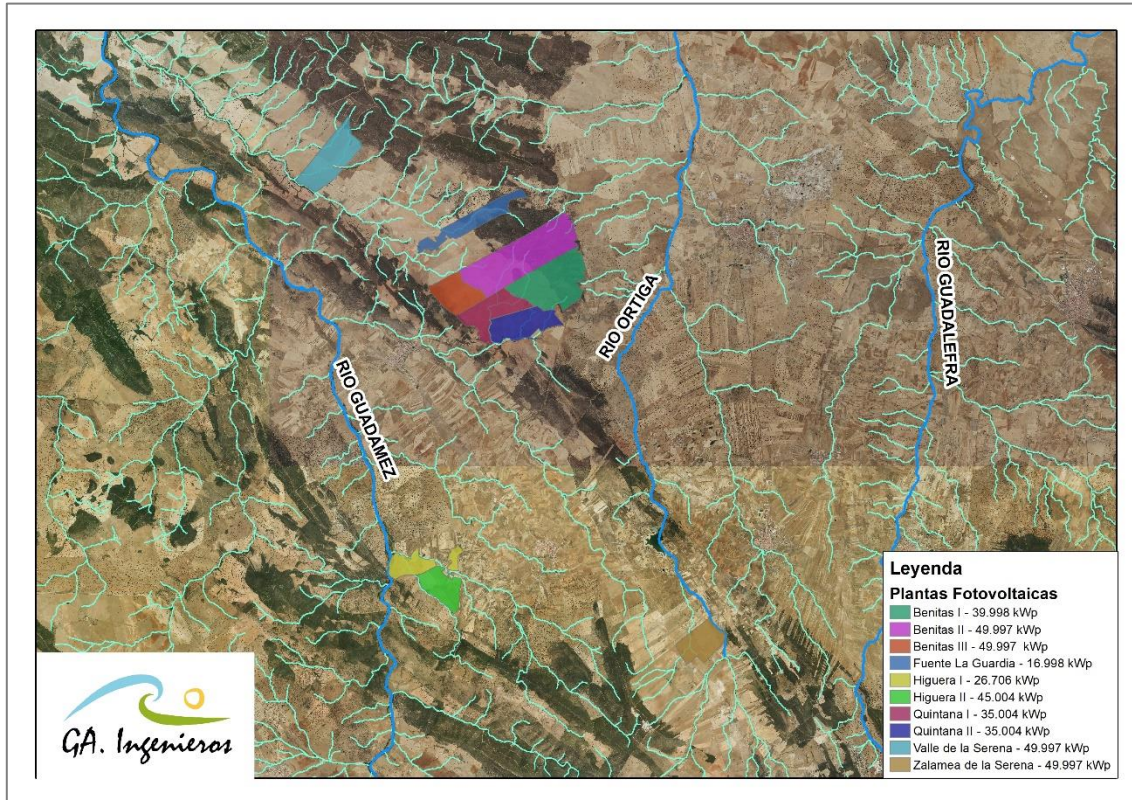 RIO ORTIGA
RIO GUADALEFRA
RIO GUADAMEZ
Leyenda
Plantas Fotovoltaicas
Benitas I - 39.998 kWp
Benitas II - 49.997 kWp
Benitas III - 49.997 kWp
Fuente La Guardia - 16.998 kWp
Higuera I - 26.706 kWp
Higuera II - 45.004 kWp
Quintana I - 35.004 kWp
Quintana II - 35.004 kWp
Valle de la Serena - 49.997 kWp
Zalamea de la Serena - 49.997 kWp
GA. Ingenieros